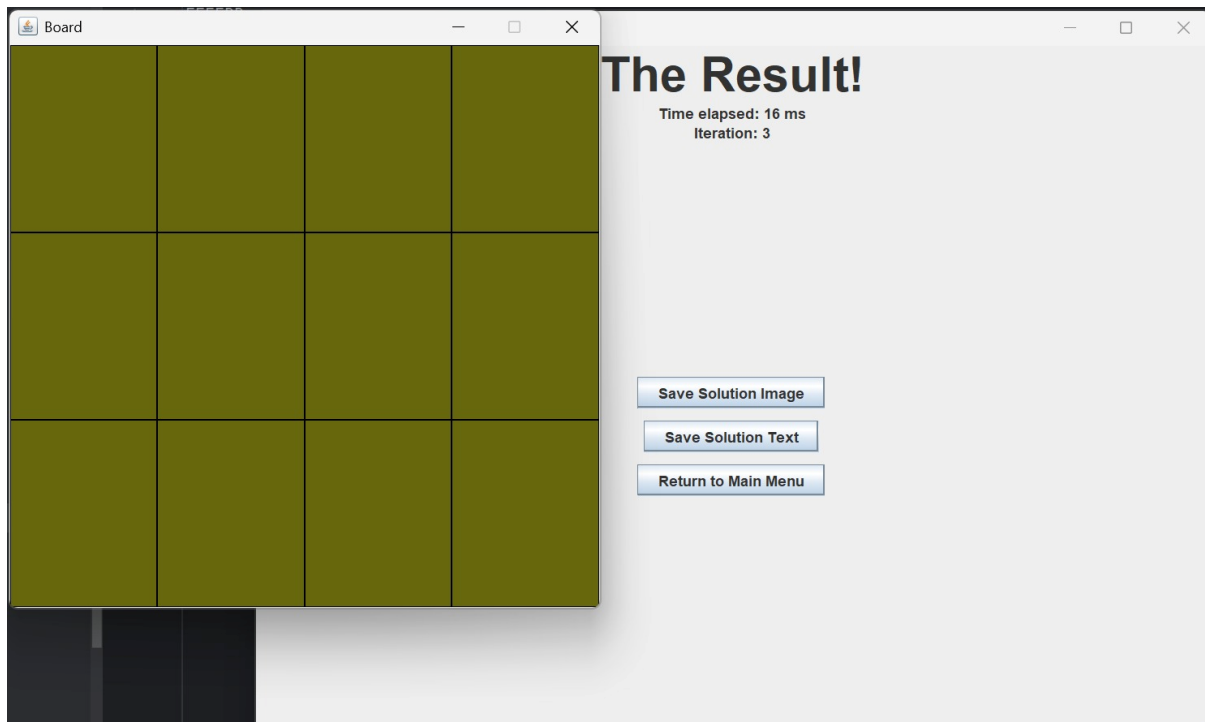 Board
The Result!
Time elapsed: 16 ms
Iteration: 3
Save Solution Image
Save Solution Text
Return to Main Menu